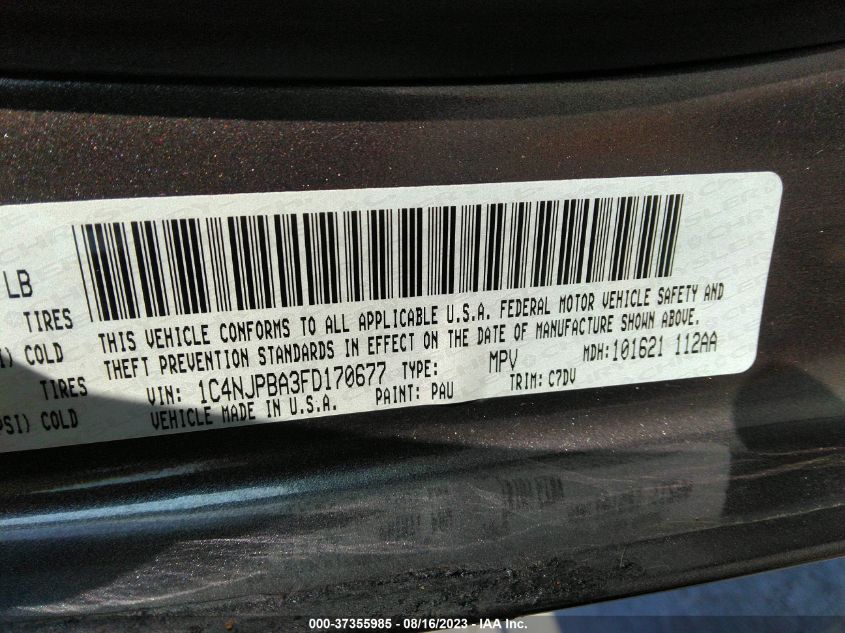 LB
TIRES
THIS VEHICLE CONFORMS TO ALL APPLICABLE U.S.A. FEDERAL MOTOR VEHICLE SAFETY AND
I) COLD
THEFT PREVENTION STANDARDS IN EFFECT ON THE DATE OF MANUFACTURE SHOWN ABOVE.
TIRES
VIN: 1C4NJPBA3FD170677 TYPE: MPV MDH:101621 112AA
PSI) COLD
VEHICLE MADE IN U.S.A. PAINT: PAU TRIM: C7DV
000-37355985 - 08/16/2023 - IAA Inc.